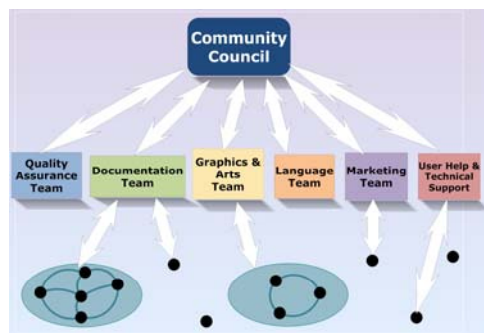 Community
Council
Quality
Assurance
Team
Documentation
Team
Graphics &
Arts
Team
Language
Team
Marketing
Team
User Help &
Technical
Support